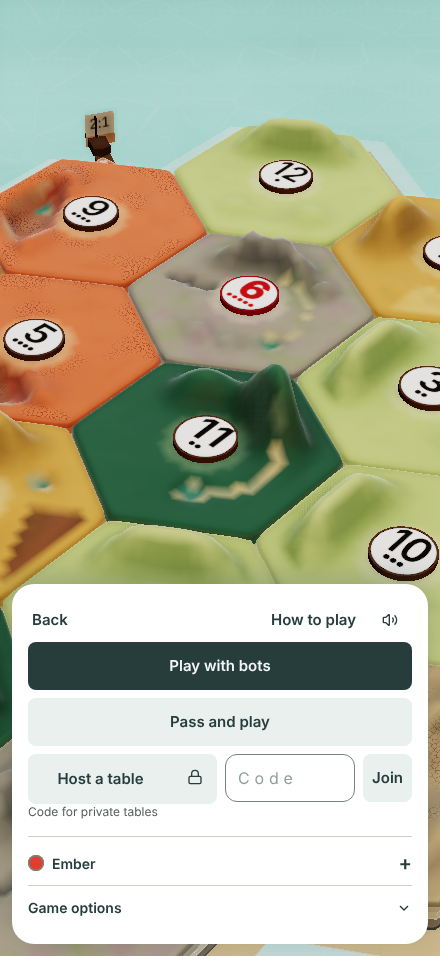 2:1
12
9
6
5
3
11
10
Back
How to play
Play with bots
Pass and play
Host a table
Code
Join
Code for private tables
Ember
+
Game options